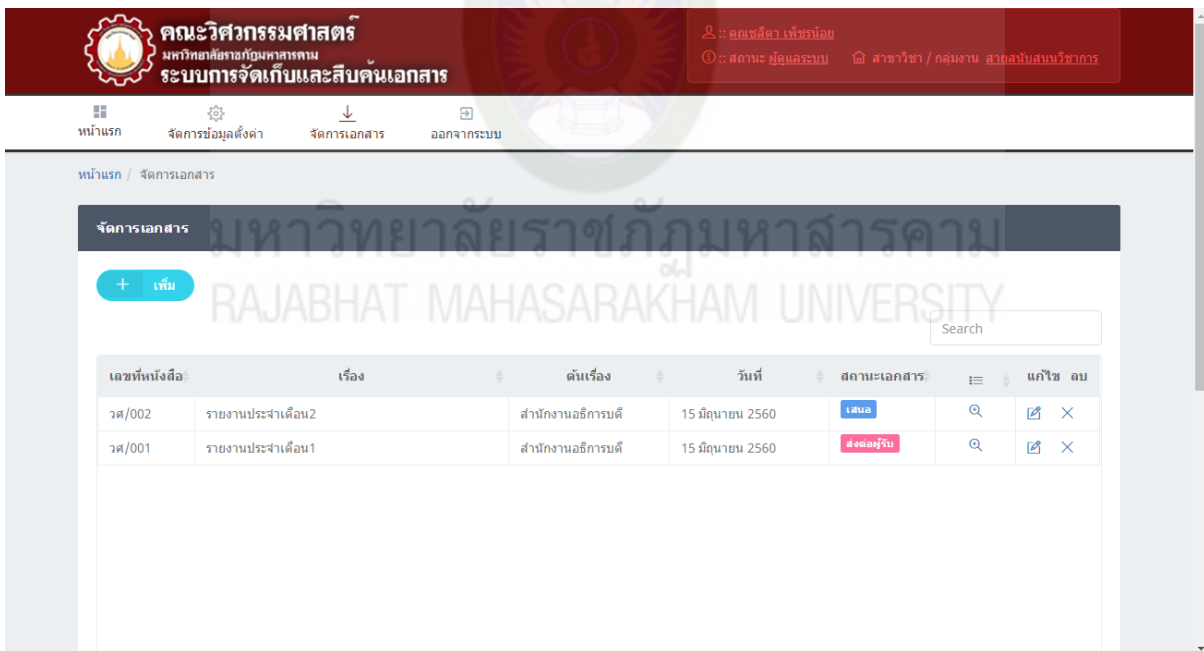 คณะวิศวกรรมศาสตร์
มหาวิทยาลัยราชภัฏมหาสารคาม
ระบบการจัดเก็บและสืบค้นเอกสาร
:: คุณชลิดา เพ็ชรน้อย
:: สถานะ ผู้ดูแลระบบ สาขาวิชา / กลุ่มงาน สายสนับสนุนวิชาการ
หน้าแรก จัดการข้อมูลตั้งค่า จัดการเอกสาร ออกจากระบบ
หน้าแรก / จัดการเอกสาร
จัดการเอกสาร
มหาวิทยาลัยราชภัฏมหาสารคาม
+ เพิ่ม
RAJABHAT MAHASARAKHAM UNIVERSITY
Search
เลขที่หนังสือ เรื่อง ต้นเรื่อง วันที่ สถานะเอกสาร แก้ไข ลบ
วศ/002 รายงานประจำเดือน2 สำนักงานอธิการบดี 15 มิถุนายน 2560 เสนอ
วศ/001 รายงานประจำเดือน1 สำนักงานอธิการบดี 15 มิถุนายน 2560 ส่งต่อผู้รับ